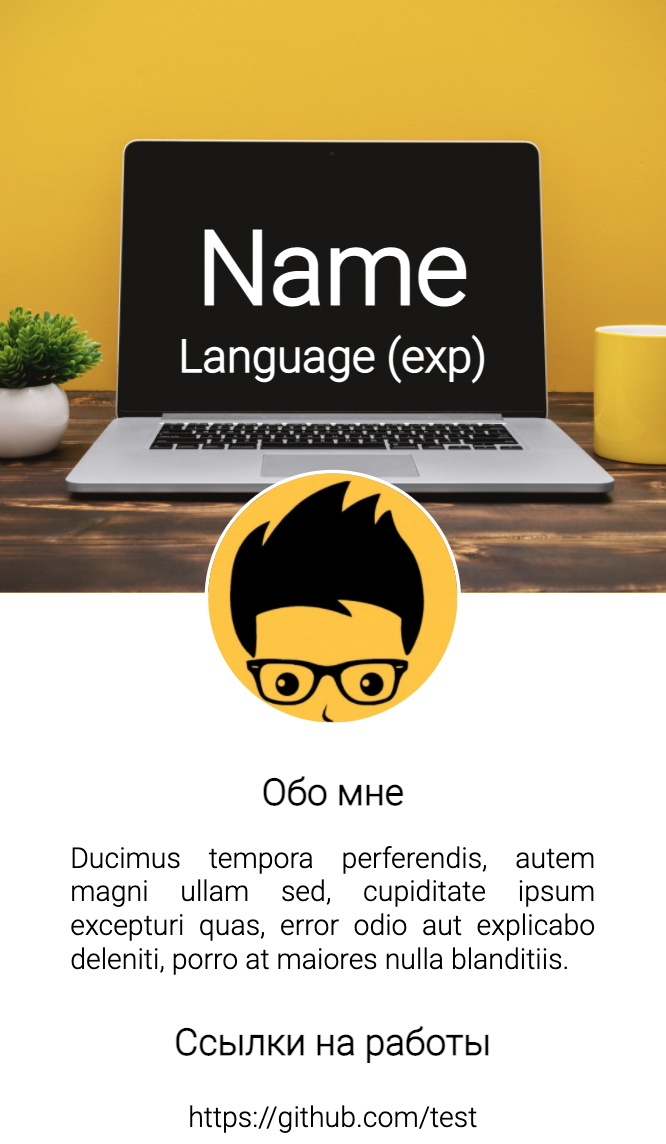 Name
Language (exp)
Обо мне
Ducimus tempora perferendis, autem
magni ullam sed, cupiditate ipsum
excepturi quas, error odio aut explicabo
deleniti, porro at maiores nulla blanditiis.
Ссылки на работы
https://github.com/test